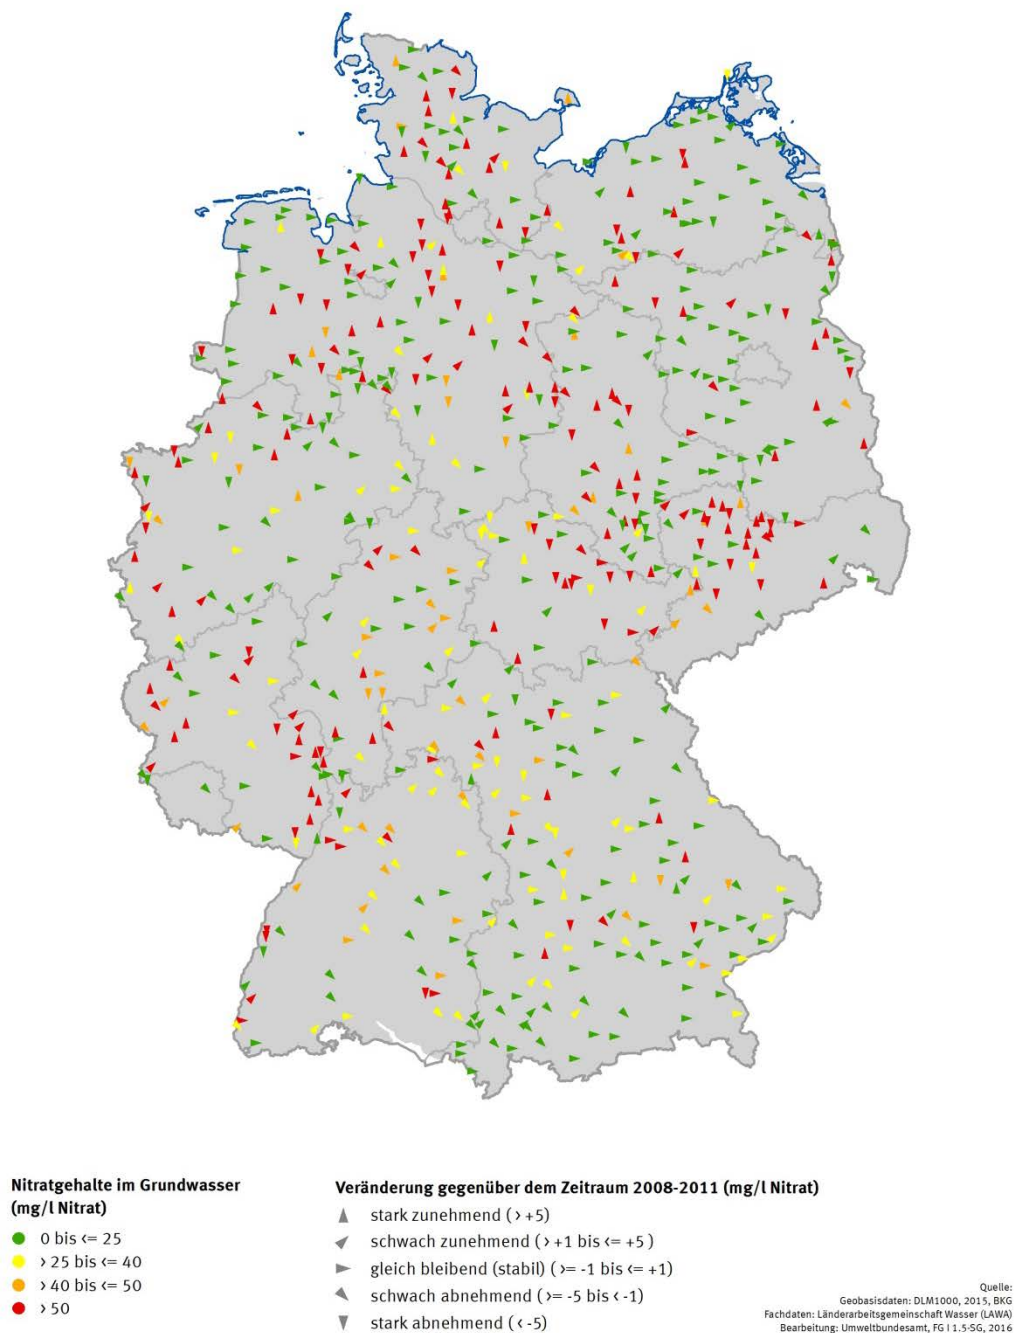 Nitratgehalte im Grundwasser
(mg/l Nitrat)
0 bis <= 25
> 25 bis <= 40
> 40 bis <= 50
> 50
Veränderung gegenüber dem Zeitraum 2008-2011 (mg/l Nitrat)
stark zunehmend ( > +5)
schwach zunehmend ( > +1 bis <= +5 )
gleich bleibend (stabil) ( >= -1 bis <= +1)
schwach abnehmend ( >= -5 bis < -1)
stark abnehmend ( < -5)
Quelle:
Geobasisdaten: DLM1000, 2015, BKG
Fachdaten: Länderarbeitsgemeinschaft Wasser (LAWA)
Bearbeitung: Umweltbundesamt, FG I 1.5-SG, 2016